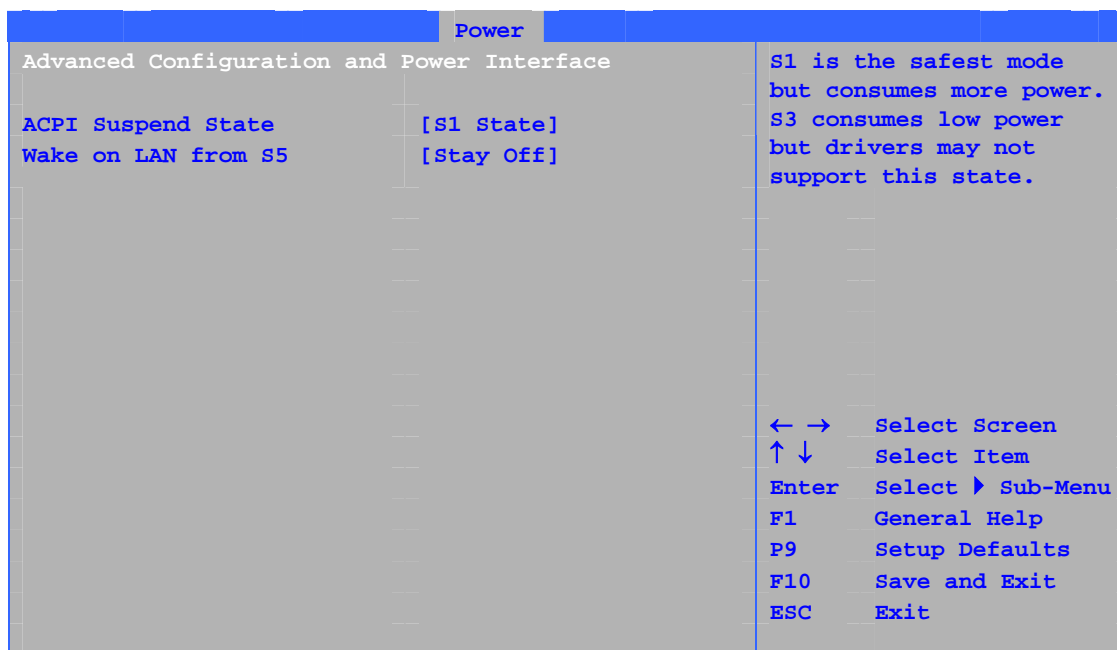 Power
Advanced Configuration and Power Interface
ACPI Suspend State [S1 State]
Wake on LAN from S5 [Stay Off]
S1 is the safest mode
but consumes more power.
S3 consumes low power
but drivers may not
support this state.
← → Select Screen
↑ ↓ Select Item
Enter Select ▶ Sub-Menu
F1 General Help
P9 Setup Defaults
F10 Save and Exit
ESC Exit